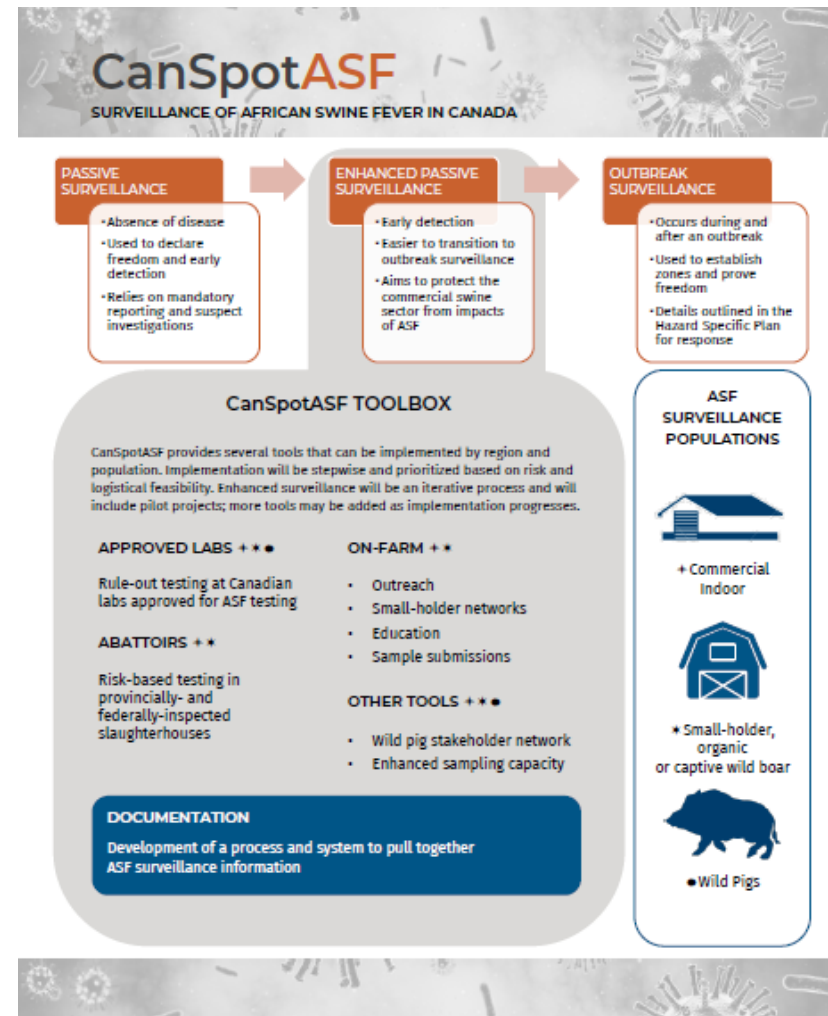 CanSpotASF
SURVEILLANCE OF AFRICAN SWINE FEVER IN CANADA
PASSIVE
SURVEILLANCE
•Absence of disease
•Used to declare
freedom and early
detection
•Relies on mandatory
reporting and suspect
investigations
ENHANCED PASSIVE
SURVEILLANCE
•Early detection
•Easier to transition to
outbreak surveillance
•Aims to protect the
commercial swine
sector from impacts
of ASF
OUTBREAK
SURVEILLANCE
•Occurs during and
after an outbreak
•Used to establish
zones and prove
freedom
•Details outlined in the
Hazard Specific Plan
for response
CanSpotASF TOOLBOX
CanSpotASF provides several tools that can be implemented by region and
population. Implementation will be stepwise and prioritized based on risk and
logistical feasibility. Enhanced surveillance will be an iterative process and will
include pilot projects; more tools may be added as implementation progresses.
APPROVED LABS +✶●
Rule-out testing at Canadian
labs approved for ASF testing
ABATTOIRS +✶
Risk-based testing in
provincially- and
federally-inspected
slaughterhouses
ON-FARM +✶
• Outreach
• Small-holder networks
• Education
• Sample submissions
OTHER TOOLS +✶●
• Wild pig stakeholder network
• Enhanced sampling capacity
DOCUMENTATION
Development of a process and system to pull together
ASF surveillance information
ASF
SURVEILLANCE
POPULATIONS
+Commercial
Indoor
✶Small-holder,
organic
or captive wild boar
●Wild Pigs